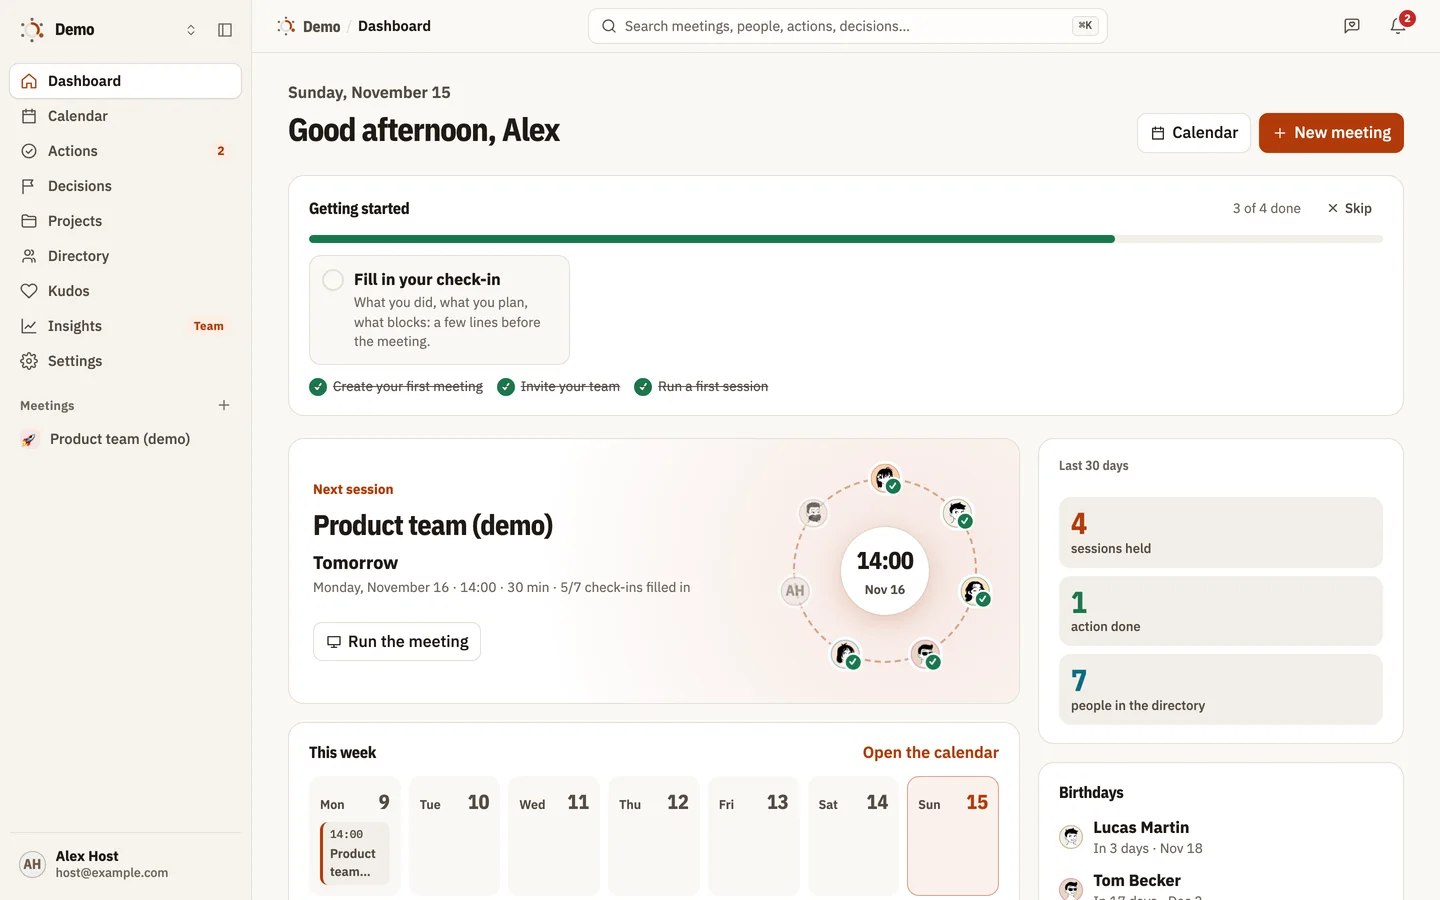 Demo
Dashboard
Calendar
Actions 2
Decisions
Projects
Directory
Kudos
Insights Team
Settings
Meetings
Product team (demo)
AH
Alex Host
host@example.com
Demo / Dashboard
Search meetings, people, actions, decisions... ⌘K
2
Sunday, November 15
Good afternoon, Alex
Calendar
New meeting
Getting started
3 of 4 done
Skip
Fill in your check-in
What you did, what you plan,
what blocks: a few lines before
the meeting.
Create your first meeting
Invite your team
Run a first session
Next session
Product team (demo)
Tomorrow
Monday, November 16 · 14:00 · 30 min · 5/7 check-ins filled in
Run the meeting
AH
14:00
Nov 16
Last 30 days
4
sessions held
1
action done
7
people in the directory
This week
Open the calendar
Mon 9
14:00
Product
team...
Tue 10
Wed 11
Thu 12
Fri 13
Sat 14
Sun 15
Birthdays
Lucas Martin
In 3 days · Nov 18
Tom Becker